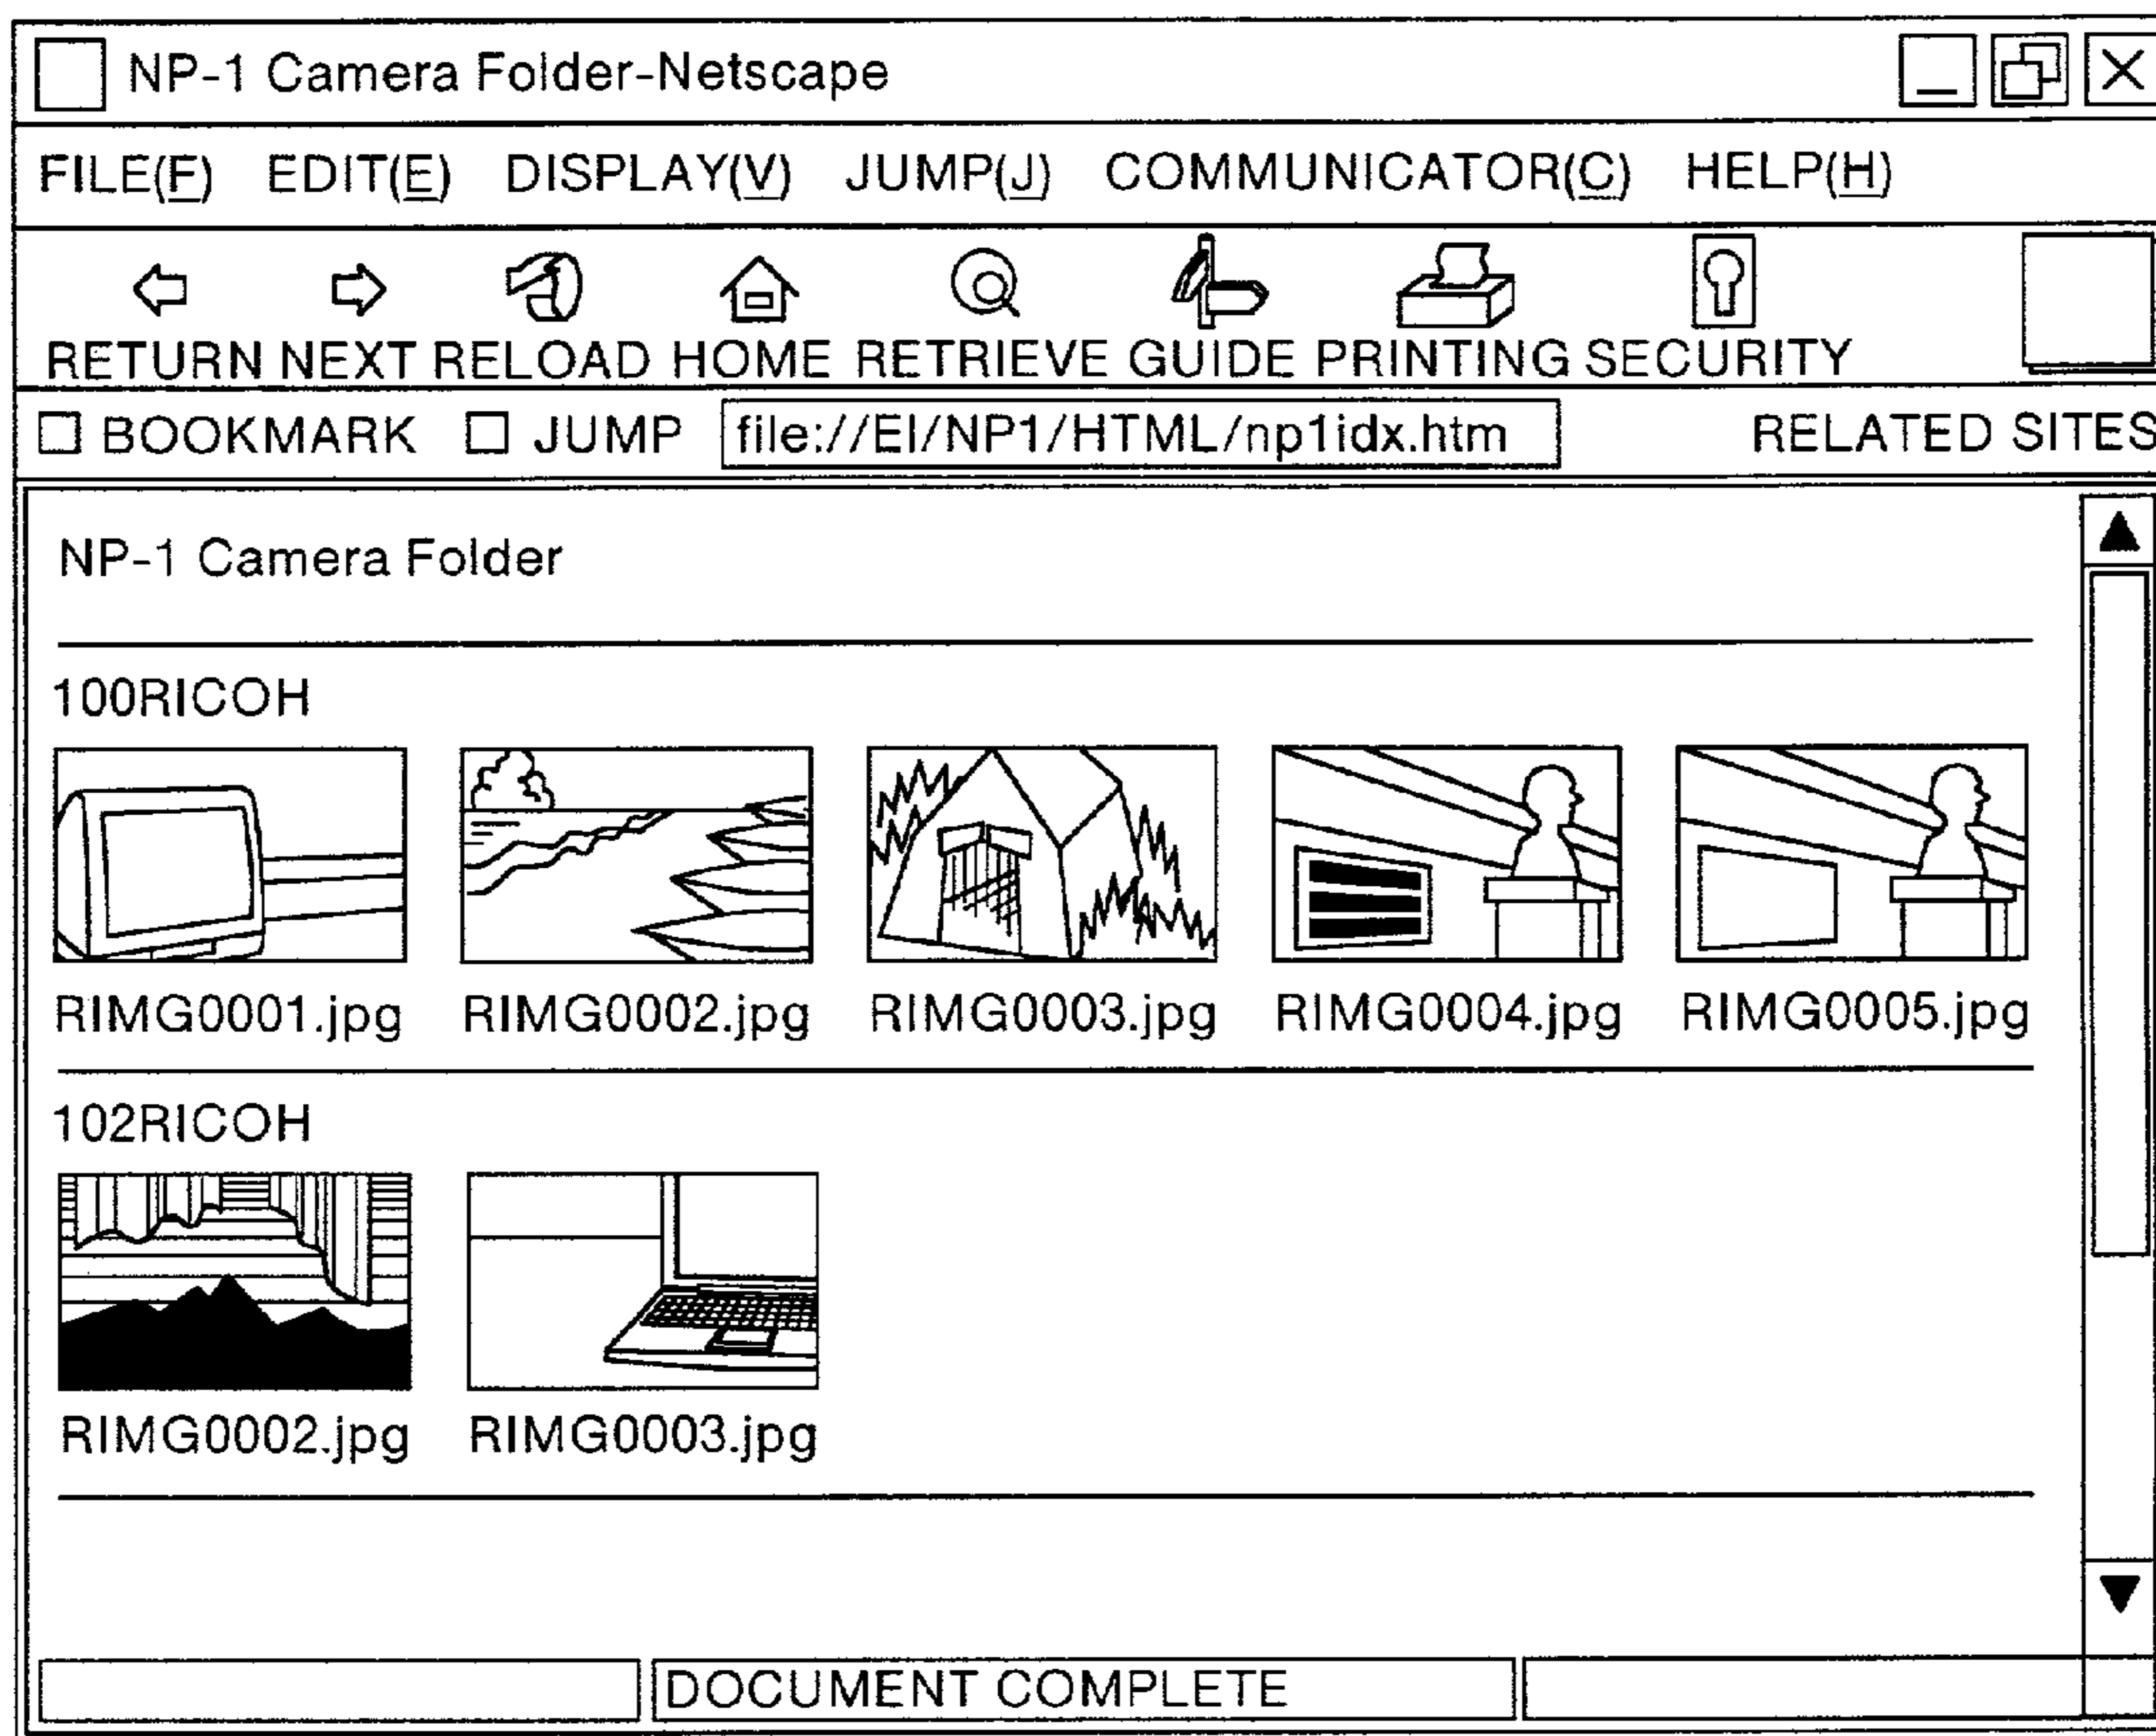 NP-1 Camera Folder-Netscape
FILE(F) EDIT(E) DISPLAY(V) JUMP(J) COMMUNICATOR(C) HELP(H)
RETURN NEXT RELOAD HOME RETRIEVE GUIDE PRINTING SECURITY
BOOKMARK JUMP file://EI/NP1/HTML/np1idx.htm RELATED SITES
NP-1 Camera Folder
100RICOH
RIMG0001.jpg RIMG0002.jpg RIMG0003.jpg RIMG0004.jpg RIMG0005.jpg
102RICOH
RIMG0002.jpg RIMG0003.jpg
DOCUMENT COMPLETE